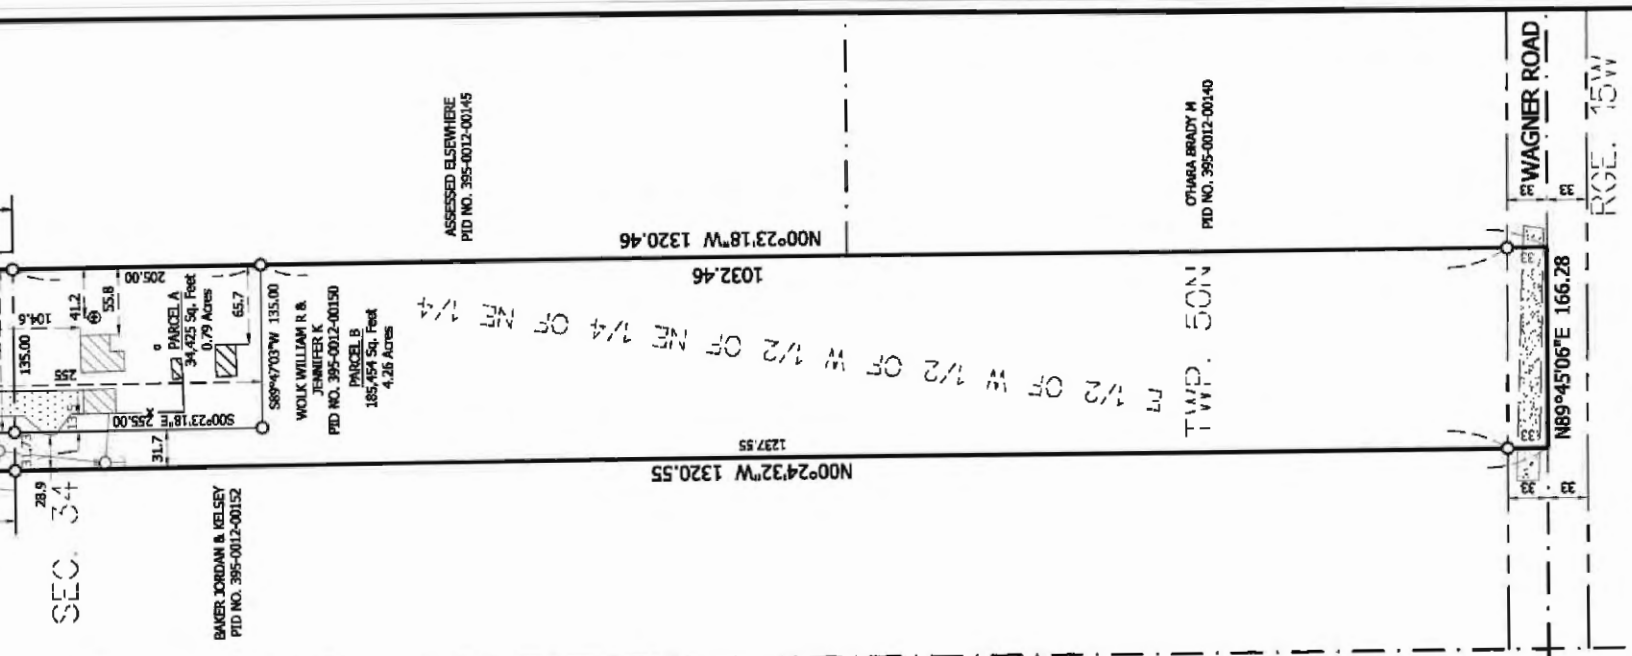 ASSESSED ELSEWHERE
PID NO. 395-0012-00145
O'HARA BRADY M
PID NO. 395-0012-00140
WAGNER ROAD
RGE. 15W
33
33
N00°23'18"W 1320.46
1032.46
205.00
104.6
135.00
41.2
55.8
PARCEL A
34,425 Sq. Feet
0.79 Acres
65.7
255
S00°23'18"E 255.00
31.7
28.9
S89°47'03"W 135.00
WOLK WILLIAM R &
JENNIFER K
PID NO. 395-0012-00150
PARCEL B
185,454 Sq. Feet
4.26 Acres
E 1/2 OF W 1/2 OF W 1/2 OF NE 1/4 OF NE 1/4
TWP. 50N
33
33
N89°45'06"E 166.28
33
33
1237.55
N00°24'32"W 1320.55
SEC. 34
BAKER JORDAN & KELSEY
PID NO. 395-0012-00152